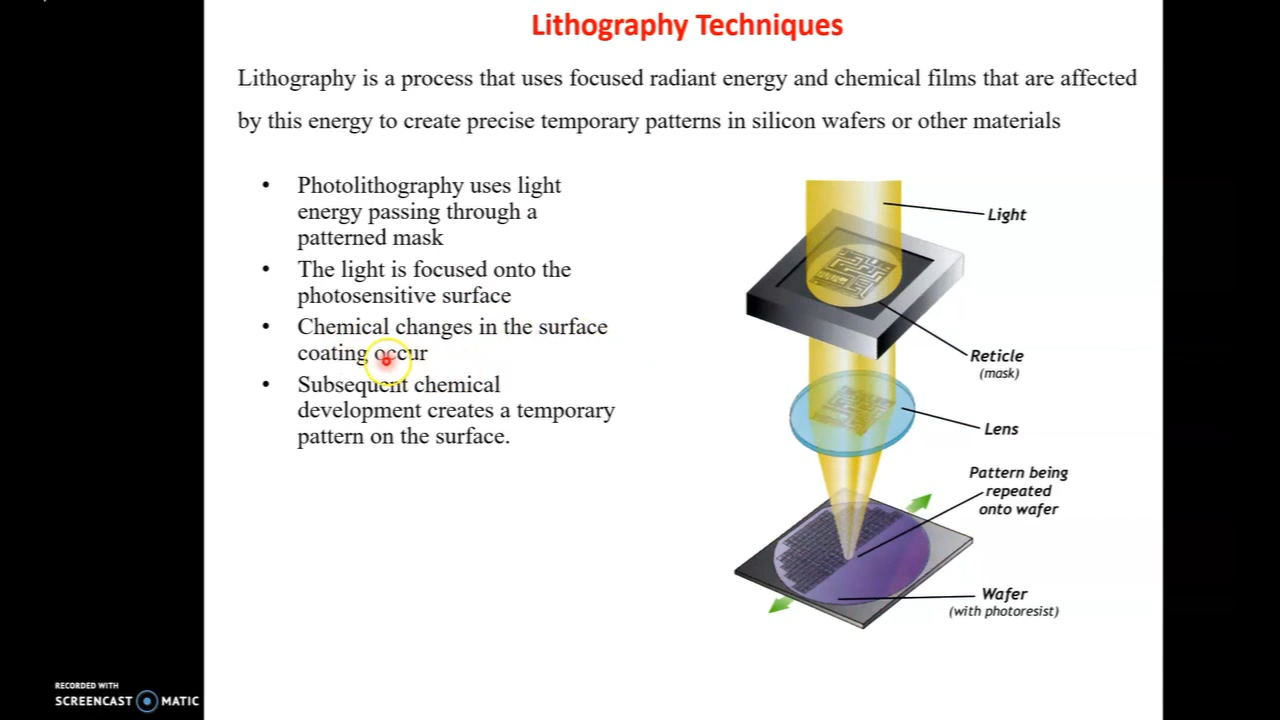 Lithography Techniques
Lithography is a process that uses focused radiant energy and chemical films that are affected
by this energy to create precise temporary patterns in silicon wafers or other materials
• Photolithography uses light
energy passing through a
patterned mask
• The light is focused onto the
photosensitive surface
• Chemical changes in the surface
coating occur
• Subsequent chemical
development creates a temporary
pattern on the surface.
Light
Reticle
(mask)
Lens
Pattern being
repeated
onto wafer
Wafer
(with photoresist)
RECORDED WITH
SCREENCAST MATIC